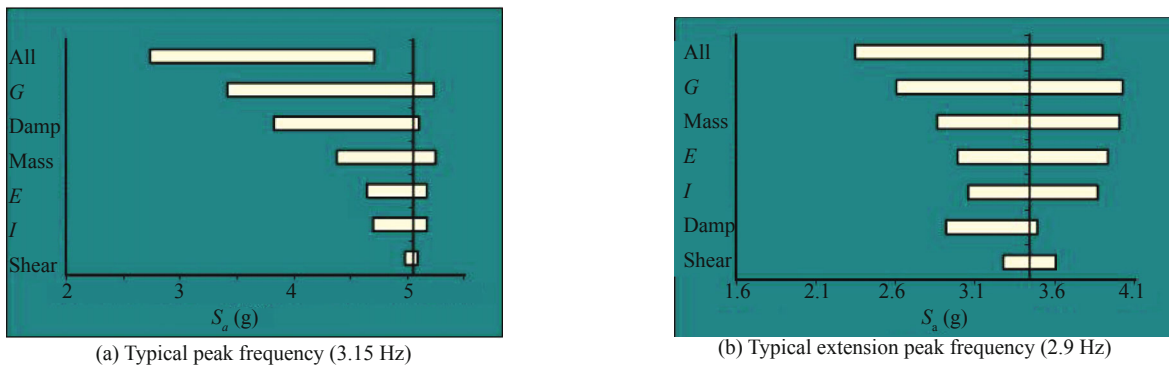 All
G
Damp
Mass
E
I
Shear
2 3 4 5
Sa (g)
(a) Typical peak frequency (3.15 Hz)
All
G
Mass
E
I
Damp
Shear
1.6 2.1 2.6 3.1 3.6 4.1
Sa (g)
(b) Typical extension peak frequency (2.9 Hz)